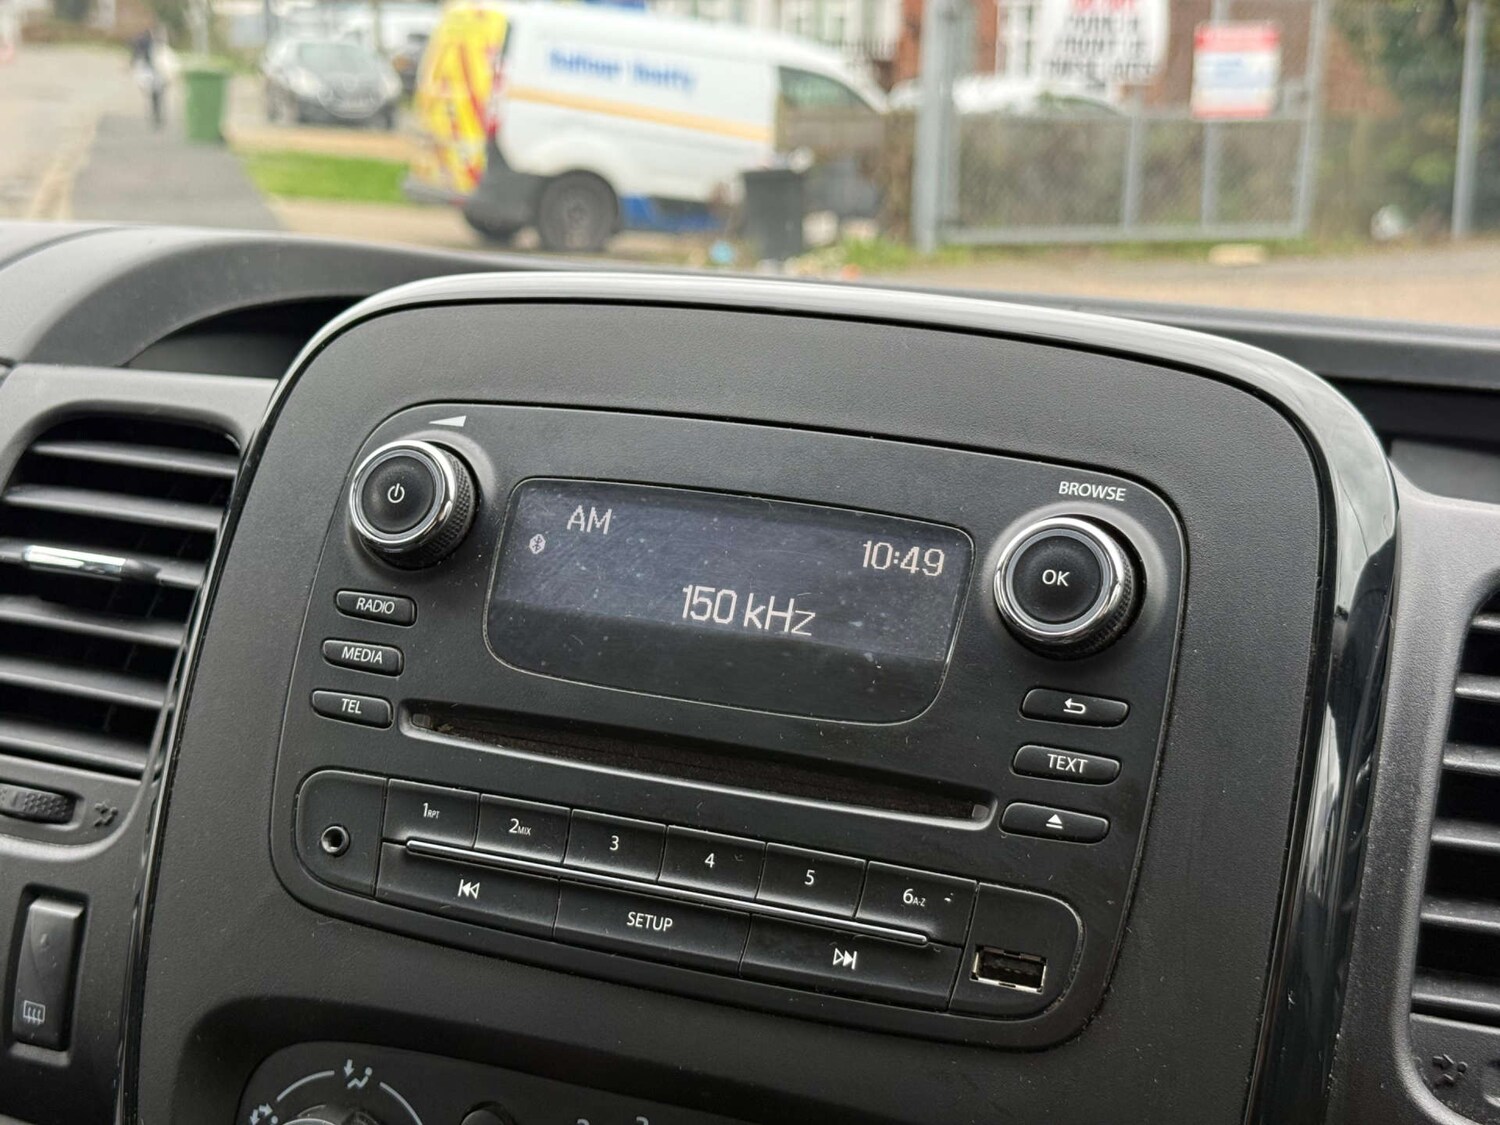 BROWSE
AM
10:49
150 kHz
OK
RADIO
MEDIA
TEL
TEXT
1RPT
2MIX
3
4
5
6A-Z
SETUP